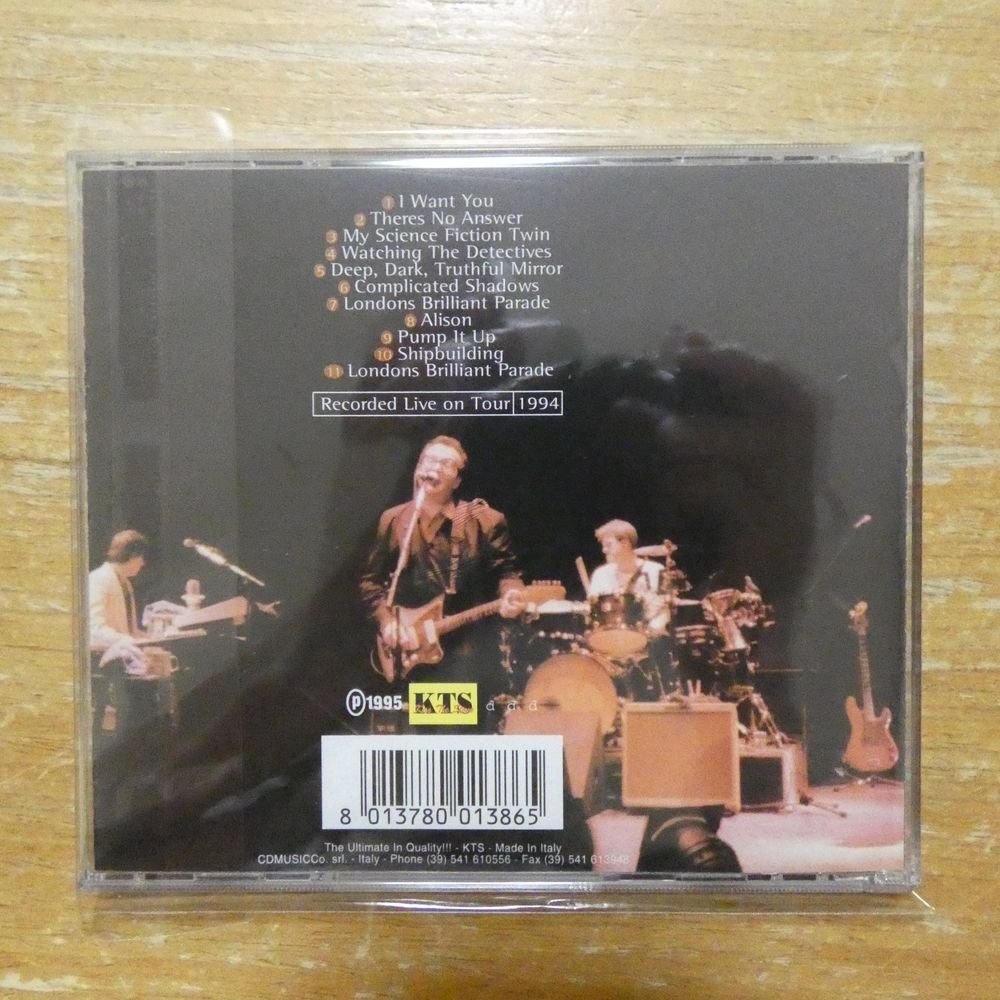 1 I Want You
2 Theres No Answer
3 My Science Fiction Twin
4 Watching The Detectives
5 Deep, Dark, Truthful Mirror
6 Complicated Shadows
7 Londons Brilliant Parade
8 Alison
9 Pump It Up
10 Shipbuilding
11 Londons Brilliant Parade
Recorded Live on Tour 1994
℗1995 KTS d d d
8 013780 013865
The Ultimate In Quality!!! - KTS - Made In Italy
CDMUSICCo. srl. - Italy - Phone (39) 541 610556 - Fax (39) 541 613948